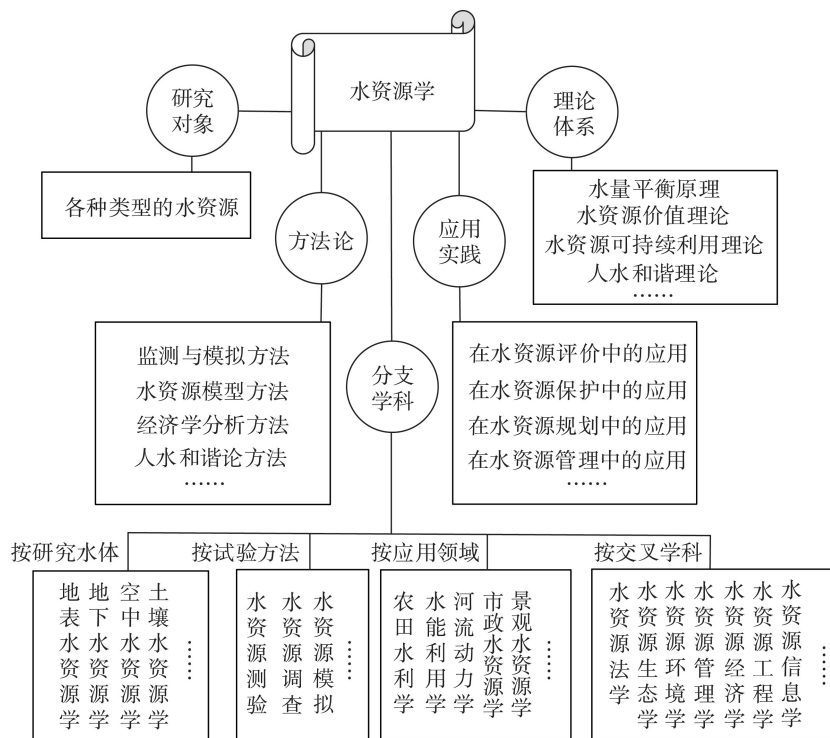 水资源学
研究
对象
理论
体系
各种类型的水资源
水量平衡原理
水资源价值理论
水资源可持续利用理论
人水和谐理论
……
方法论
应用
实践
监测与模拟方法
水资源模型方法
经济学分析方法
人水和谐论方法
……
分支
学科
在水资源评价中的应用
在水资源保护中的应用
在水资源规划中的应用
在水资源管理中的应用
……
按研究水体
地表水资源学
地下水资源学
空中水资源学
土壤水资源学
……
按试验方法
水资源测验
水资源调查
水资源模拟
……
按应用领域
农田水利学
水能利用学
河流动力学
市政水资源学
景观水资源学
……
按交叉学科
水资源法学
水资源生态学
水资源环境学
水资源管理学
水资源经济学
水资源工程学
水资源信息学
……